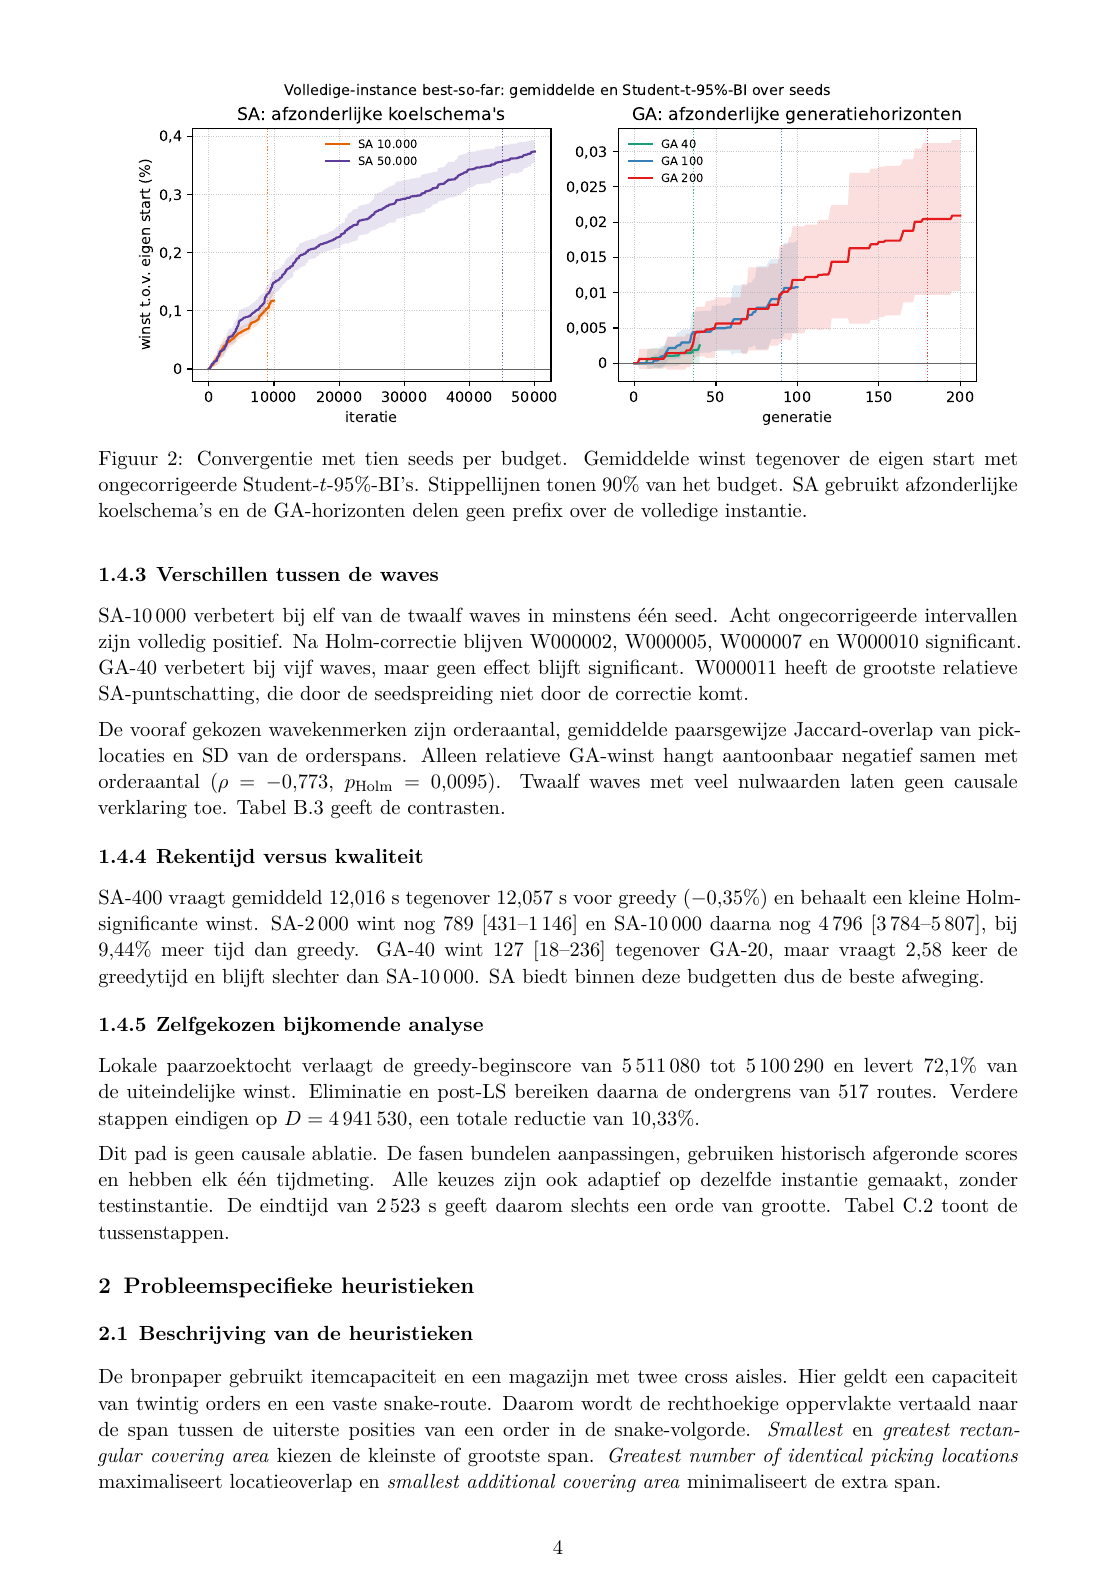 Volledige-instance best-so-far: gemiddelde en Student-t-95%-BI over seeds
SA: afzonderlijke koelschema's
GA: afzonderlijke generatiehorizonten
winst t.o.v. eigen start (%)
0,4
0,3
0,2
0,1
0
SA 10.000
SA 50.000
0 10000 20000 30000 40000 50000
iteratie
0,03
0,025
0,02
0,015
0,01
0,005
0
GA 40
GA 100
GA 200
0 50 100 150 200
generatie
Figuur 2: Convergentie met tien seeds per budget. Gemiddelde winst tegenover de eigen start met
ongecorrigeerde Student-t-95%-BI's. Stippellijnen tonen 90% van het budget. SA gebruikt afzonderlijke
koelschema's en de GA-horizonten delen geen prefix over de volledige instantie.
1.4.3 Verschillen tussen de waves
SA-10 000 verbetert bij elf van de twaalf waves in minstens één seed. Acht ongecorrigeerde intervallen
zijn volledig positief. Na Holm-correctie blijven W000002, W000005, W000007 en W000010 significant.
GA-40 verbetert bij vijf waves, maar geen effect blijft significant. W000011 heeft de grootste relatieve
SA-puntschatting, die door de seedspreiding niet door de correctie komt.
De vooraf gekozen wavekenmerken zijn orderaantal, gemiddelde paarsgewijze Jaccard-overlap van pick-
locaties en SD van de orderspans. Alleen relatieve GA-winst hangt aantoonbaar negatief samen met
orderaantal (ρ = −0,773, pHolm = 0,0095). Twaalf waves met veel nulwaarden laten geen causale
verklaring toe. Tabel B.3 geeft de contrasten.
1.4.4 Rekentijd versus kwaliteit
SA-400 vraagt gemiddeld 12,016 s tegenover 12,057 s voor greedy (−0,35%) en behaalt een kleine Holm-
significante winst. SA-2 000 wint nog 789 [431–1 146] en SA-10 000 daarna nog 4 796 [3 784–5 807], bij
9,44% meer tijd dan greedy. GA-40 wint 127 [18–236] tegenover GA-20, maar vraagt 2,58 keer de
greedytijd en blijft slechter dan SA-10 000. SA biedt binnen deze budgetten dus de beste afweging.
1.4.5 Zelfgekozen bijkomende analyse
Lokale paarzoektocht verlaagt de greedy-beginscore van 5 511 080 tot 5 100 290 en levert 72,1% van
de uiteindelijke winst. Eliminatie en post-LS bereiken daarna de ondergrens van 517 routes. Verdere
stappen eindigen op D = 4 941 530, een totale reductie van 10,33%.
Dit pad is geen causale ablatie. De fasen bundelen aanpassingen, gebruiken historisch afgeronde scores
en hebben elk één tijdmeting. Alle keuzes zijn ook adaptief op dezelfde instantie gemaakt, zonder
testinstantie. De eindtijd van 2 523 s geeft daarom slechts een orde van grootte. Tabel C.2 toont de
tussenstappen.
2 Probleemspecifieke heuristieken
2.1 Beschrijving van de heuristieken
De bronpaper gebruikt itemcapaciteit en een magazijn met twee cross aisles. Hier geldt een capaciteit
van twintig orders en een vaste snake-route. Daarom wordt de rechthoekige oppervlakte vertaald naar
de span tussen de uiterste posities van een order in de snake-volgorde. Smallest en greatest rectan-
gular covering area kiezen de kleinste of grootste span. Greatest number of identical picking locations
maximaliseert locatieoverlap en smallest additional covering area minimaliseert de extra span.
4